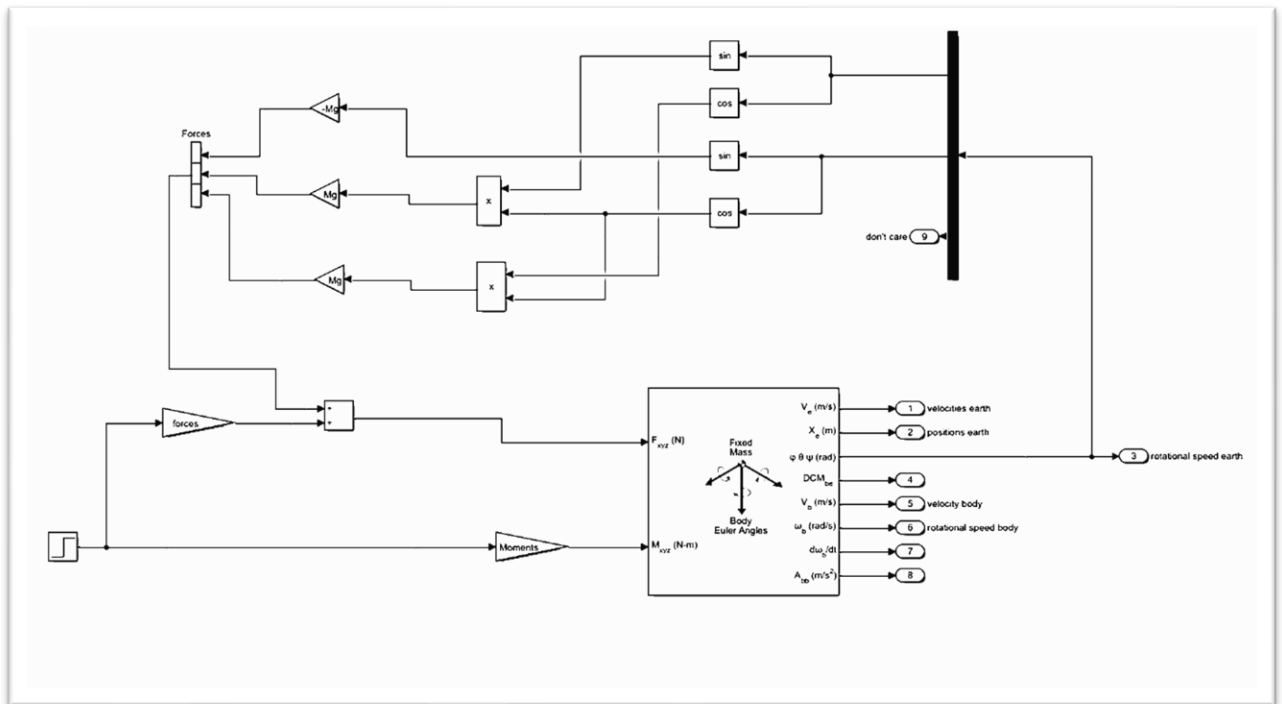 sin
cos
sin
cos
-Mg
Forces
Mg
x
don't care 9
Mg
x
forces
+
+
Moments
F_xyz (N)
M_xyz (N-m)
Fixed
Mass
Body
Euler Angles
V_e (m/s)
X_e (m)
φ θ ψ (rad)
DCM_be
V_b (m/s)
ω_b (rad/s)
dω_b/dt
A_bb (m/s²)
1 velocities earth
2 positions earth
3 rotational speed earth
4
5 velocity body
6 rotational speed body
7
8